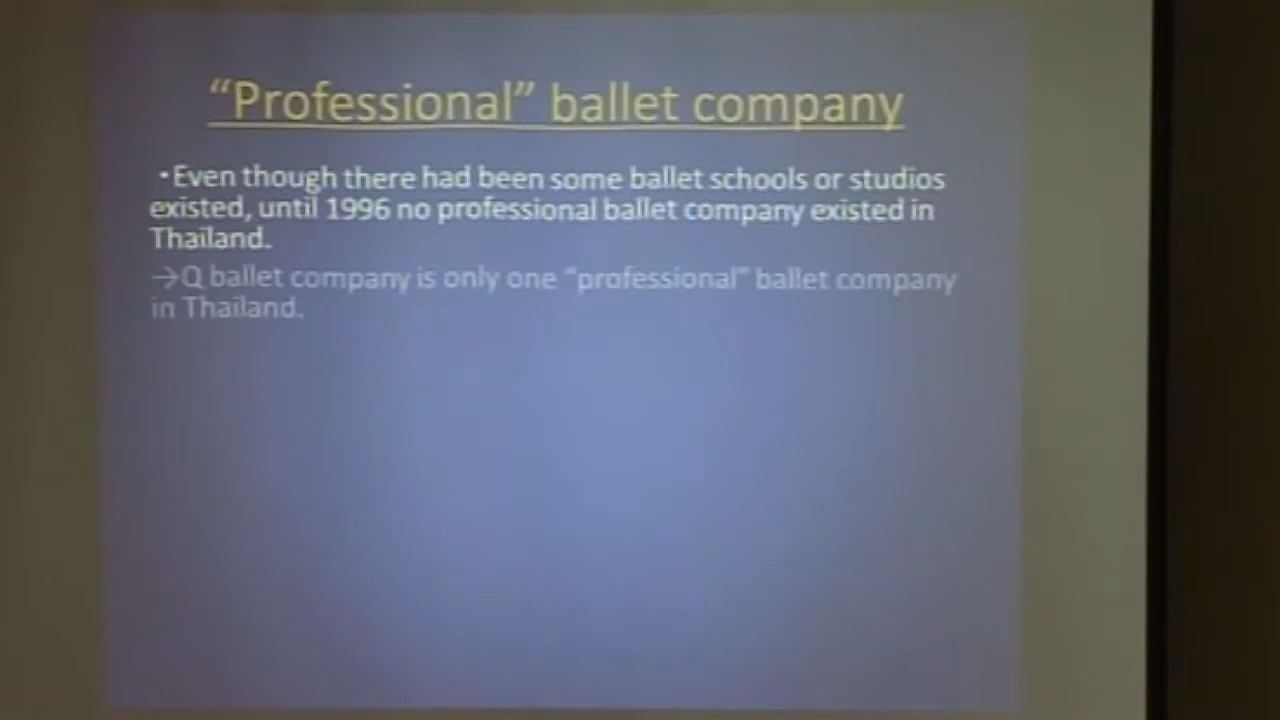 “Professional” ballet company
•Even though there had been some ballet schools or studios
existed, until 1996 no professional ballet company existed in
Thailand.
→Q ballet company is only one “professional” ballet company
in Thailand.